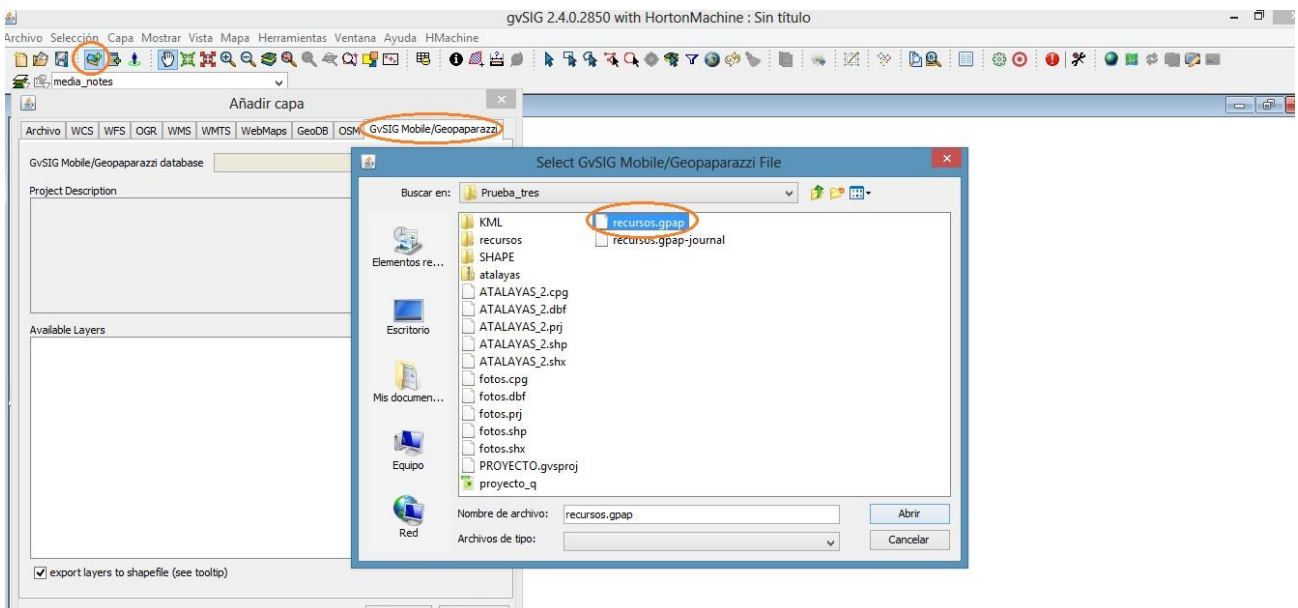 gvSIG 2.4.0.2850 with HortonMachine : Sin título
Archivo Selección Capa Mostrar Vista Mapa Herramientas Ventana Ayuda HMachine
media_notes
Añadir capa
Archivo WCS WFS OGR WMS WMTS WebMaps GeoDB OSM GvSIG Mobile/Geopaparazzi
GvSIG Mobile/Geopaparazzi database
Project Description
Available Layers
export layers to shapefile (see tooltip)
Select GvSIG Mobile/Geopaparazzi File
Buscar en: Prueba_tres
Elementos re...
Escritorio
Mis documen...
Equipo
Red
KML
recursos
SHAPE
atalayas
ATALAYAS_2.cpg
ATALAYAS_2.dbf
ATALAYAS_2.prj
ATALAYAS_2.shp
ATALAYAS_2.shx
fotos.cpg
fotos.dbf
fotos.prj
fotos.shp
fotos.shx
PROYECTO.gvsproj
proyecto_q
recursos.gpap
recursos.gpap-journal
Nombre de archivo: recursos.gpap
Abrir
Archivos de tipo:
Cancelar